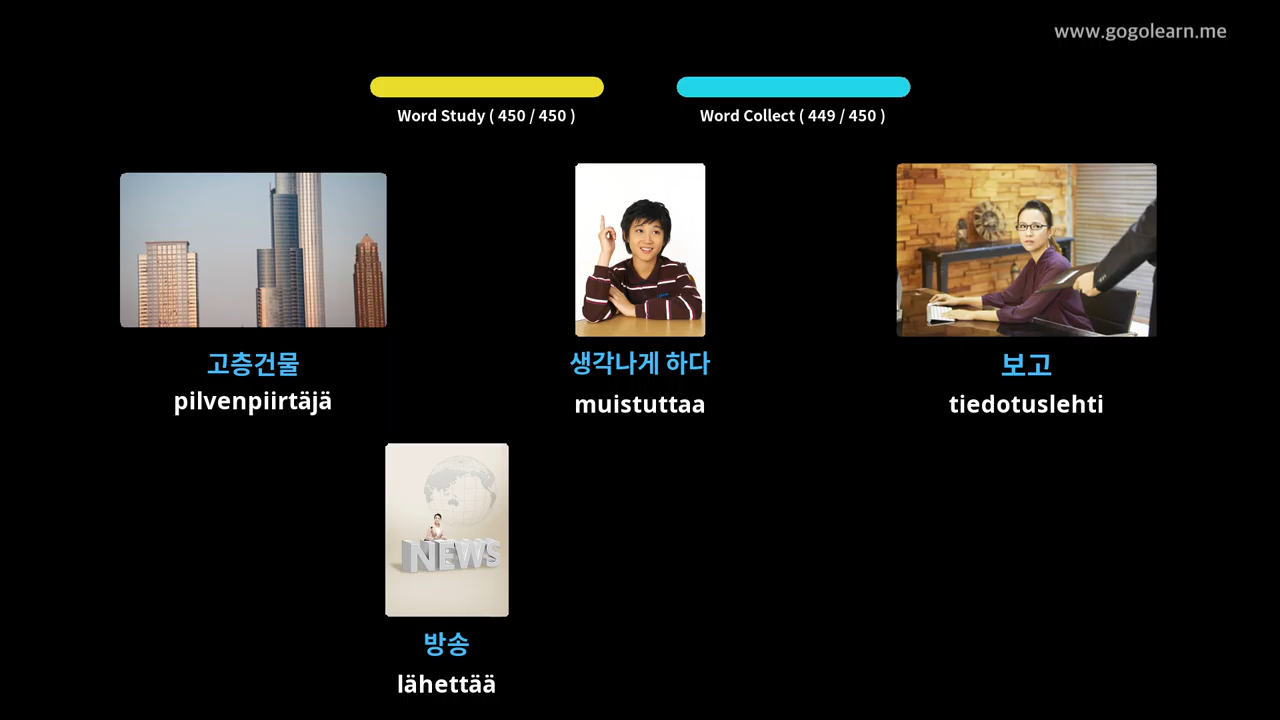 www.gogolearn.me
Word Study ( 450 / 450 )
Word Collect ( 449 / 450 )
고층건물
pilvenpiirtäjä
생각나게 하다
muistuttaa
보고
tiedotuslehti
NEWS
방송
lähettää